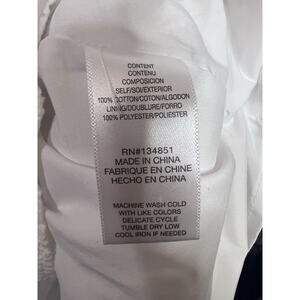 CONTENT
CONTENU
COMPOSICION
SELF/SOI/EXTERIOR
100% COTTON/COTON/ALGODON
LINING/DOUBLURE/FORRO
100% POLYESTER/POLIESTER
RN#134851
MADE IN CHINA
FABRIQUE EN CHINE
HECHO EN CHINA
MACHINE WASH COLD
WITH LIKE COLORS
DELICATE CYCLE
TUMBLE DRY LOW
COOL IRON IF NEEDED